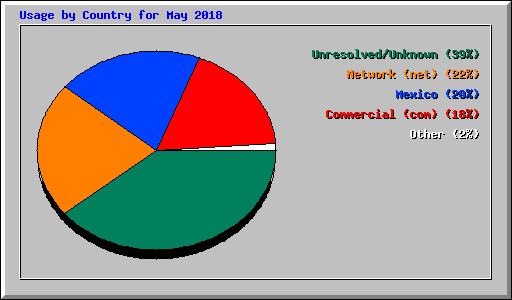 Usage by Country for May 2018
Unresolved/Unknown (39%)
Network (net) (22%)
Mexico (20%)
Commercial (com) (18%)
Other (2%)